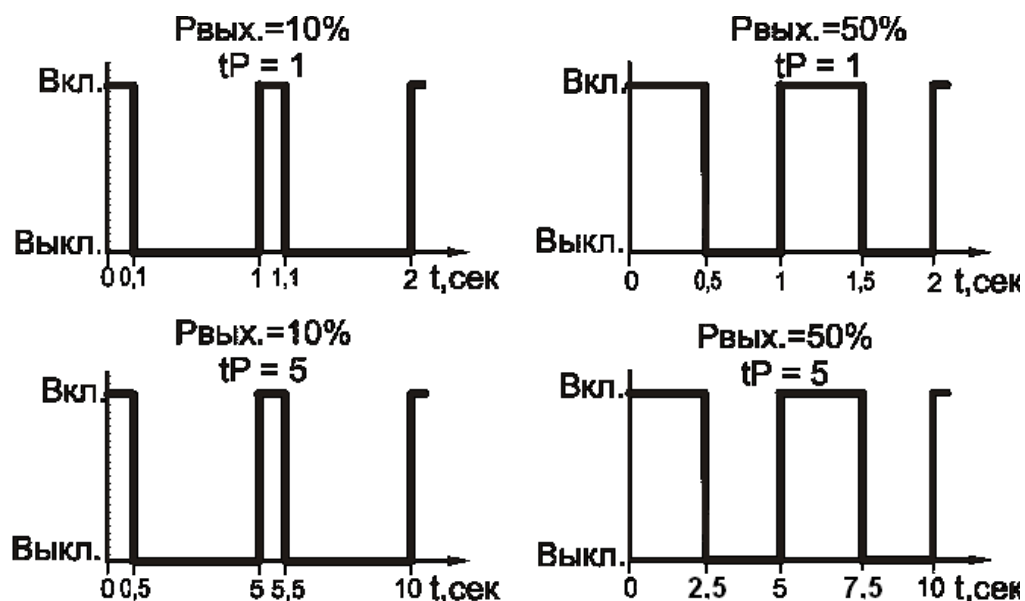 Рвых.=10%
tP = 1
Вкл.
Выкл.
0 0,1 1 1,1 2 t,сек
Рвых.=50%
tP = 1
Вкл.
Выкл.
0 0,5 1 1,5 2 t,сек
Рвых.=10%
tP = 5
Вкл.
Выкл.
0 0,5 5 5,5 10 t,сек
Рвых.=50%
tP = 5
Вкл.
Выкл.
0 2,5 5 7,5 10 t,сек